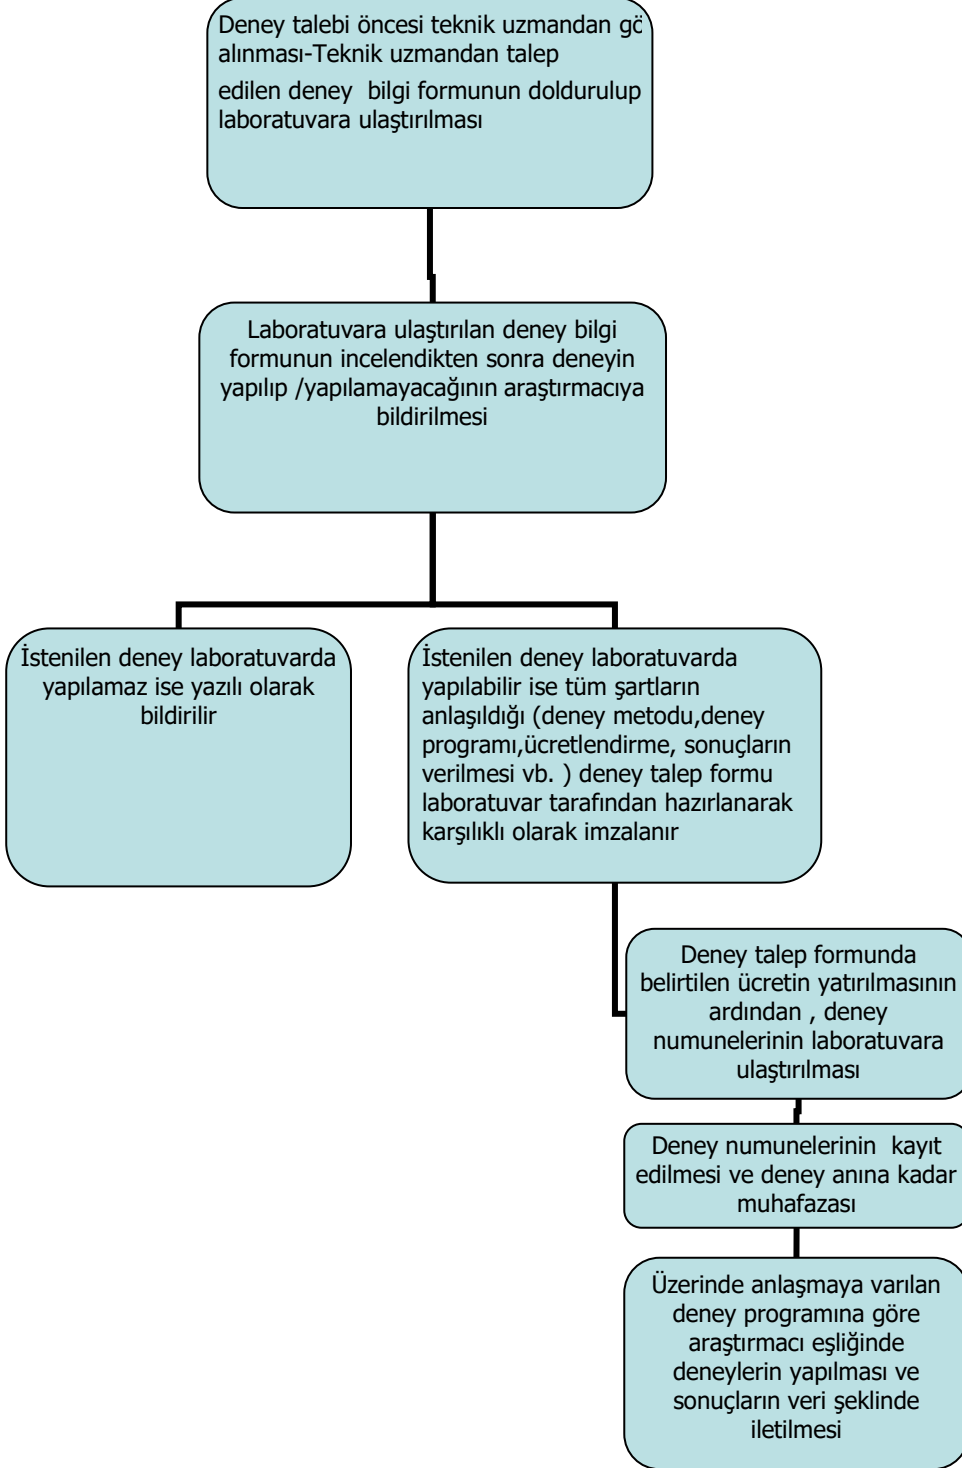 Deney talebi öncesi teknik uzmandan
alınması-Teknik uzmandan talep
edilen deney  bilgi formunun doldurulup
laboratuvara ulaştırılması
Laboratuvara ulaştırılan deney bilgi
formunun incelendikten sonra deneyin
yapılıp /yapılamayacağının araştırmacıya
bildirilmesi
İstenilen deney laboratuvarda
yapılamaz ise yazılı olarak
bildirilir
İstenilen deney laboratuvarda
yapılabilir ise tüm şartların
anlaşıldığı (deney metodu,deney
programı,ücretlendirme, sonuçların
verilmesi vb. ) deney talep formu
laboratuvar tarafından hazırlanarak
karşılıklı olarak imzalanır
Deney talep formunda
belirtilen ücretin yatırılmasının
ardından , deney
numunelerinin laboratuvara
ulaştırılması
Deney numunelerinin  kayıt
edilmesi ve deney anına kadar
muhafazası
Üzerinde anlaşmaya varılan
deney programına göre
araştırmacı eşliğinde
deneylerin yapılması ve
sonuçların veri şeklinde
iletilmesi